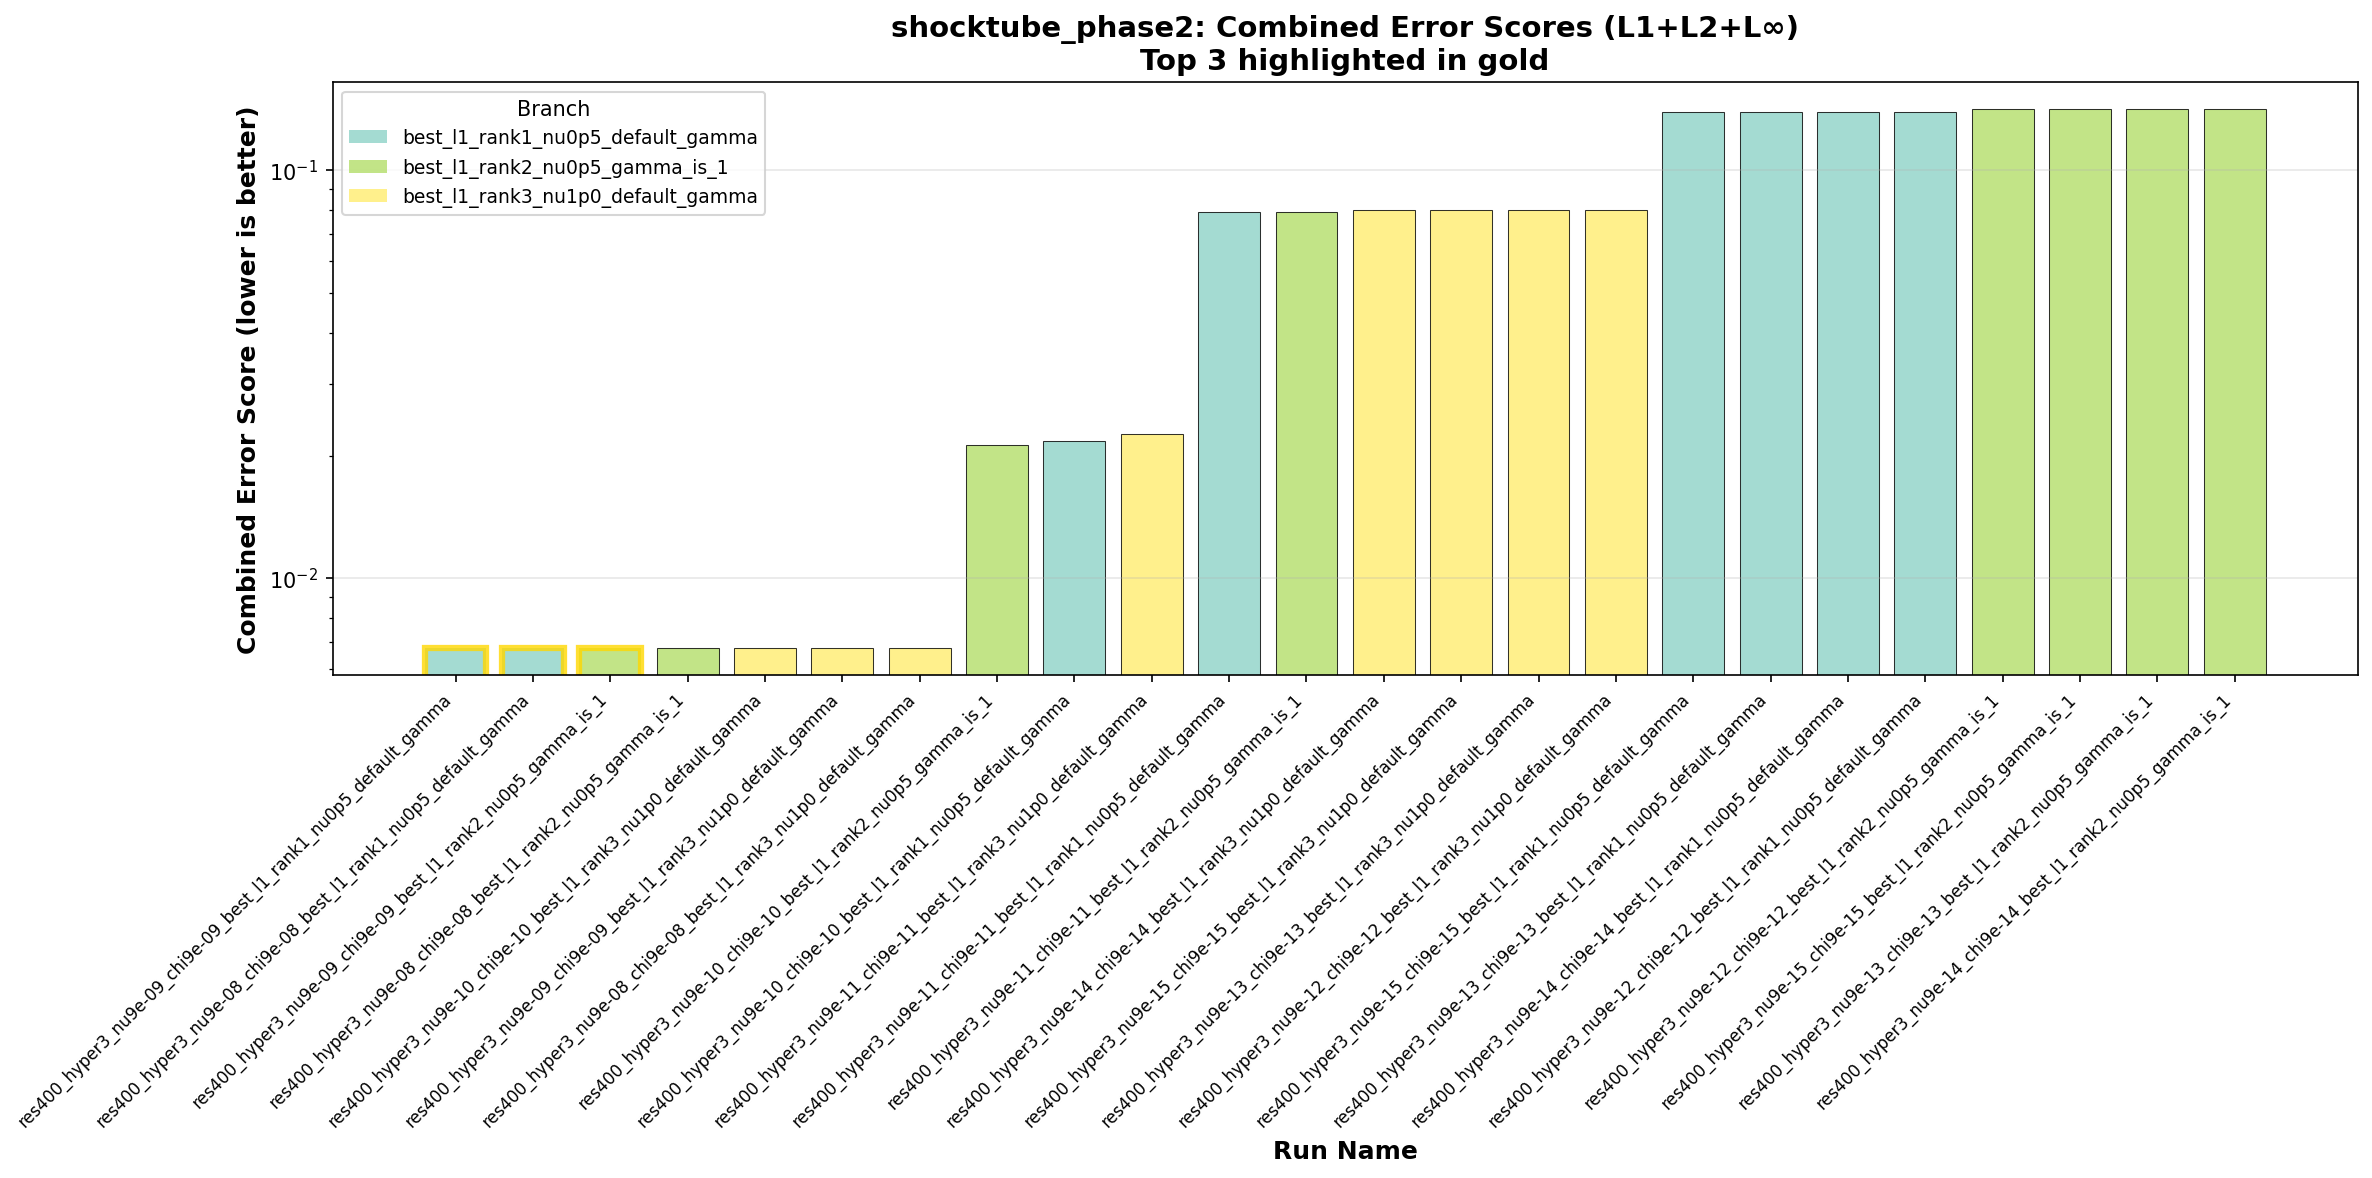 shocktube_phase2: Combined Error Scores (L1+L2+L∞)
Top 3 highlighted in gold
Branch
best_l1_rank1_nu0p5_default_gamma
best_l1_rank2_nu0p5_gamma_is_1
best_l1_rank3_nu1p0_default_gamma
Combined Error Score (lower is better)
10⁻¹
10⁻²
res400_hyper3_nu9e-09_chi9e-09_best_l1_rank1_nu0p5_default_gamma
res400_hyper3_nu9e-08_chi9e-08_best_l1_rank1_nu0p5_default_gamma
res400_hyper3_nu9e-09_chi9e-09_best_l1_rank2_nu0p5_gamma_is_1
res400_hyper3_nu9e-08_chi9e-08_best_l1_rank2_nu0p5_gamma_is_1
res400_hyper3_nu9e-10_chi9e-10_best_l1_rank3_nu1p0_default_gamma
res400_hyper3_nu9e-09_chi9e-09_best_l1_rank3_nu1p0_default_gamma
res400_hyper3_nu9e-08_chi9e-08_best_l1_rank3_nu1p0_default_gamma
res400_hyper3_nu9e-10_chi9e-10_best_l1_rank2_nu0p5_gamma_is_1
res400_hyper3_nu9e-10_chi9e-10_best_l1_rank1_nu0p5_default_gamma
res400_hyper3_nu9e-11_chi9e-11_best_l1_rank3_nu1p0_default_gamma
res400_hyper3_nu9e-11_chi9e-11_best_l1_rank1_nu0p5_default_gamma
res400_hyper3_nu9e-11_chi9e-11_best_l1_rank2_nu0p5_gamma_is_1
res400_hyper3_nu9e-14_chi9e-14_best_l1_rank3_nu1p0_default_gamma
res400_hyper3_nu9e-15_chi9e-15_best_l1_rank3_nu1p0_default_gamma
res400_hyper3_nu9e-13_chi9e-13_best_l1_rank3_nu1p0_default_gamma
res400_hyper3_nu9e-12_chi9e-12_best_l1_rank3_nu1p0_default_gamma
res400_hyper3_nu9e-15_chi9e-15_best_l1_rank1_nu0p5_default_gamma
res400_hyper3_nu9e-13_chi9e-13_best_l1_rank1_nu0p5_default_gamma
res400_hyper3_nu9e-14_chi9e-14_best_l1_rank1_nu0p5_default_gamma
res400_hyper3_nu9e-12_chi9e-12_best_l1_rank1_nu0p5_default_gamma
res400_hyper3_nu9e-12_chi9e-12_best_l1_rank2_nu0p5_gamma_is_1
res400_hyper3_nu9e-15_chi9e-15_best_l1_rank2_nu0p5_gamma_is_1
res400_hyper3_nu9e-13_chi9e-13_best_l1_rank2_nu0p5_gamma_is_1
res400_hyper3_nu9e-14_chi9e-14_best_l1_rank2_nu0p5_gamma_is_1
Run Name